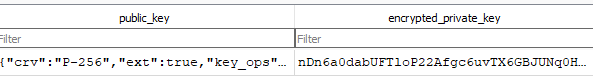 public_key encrypted_private_key
Filter Filter
{"crv":"P-256","ext":true,"key_ops"... nDn6a0dabUFTloP22Afgc6uvTX6GBJUNq0H...